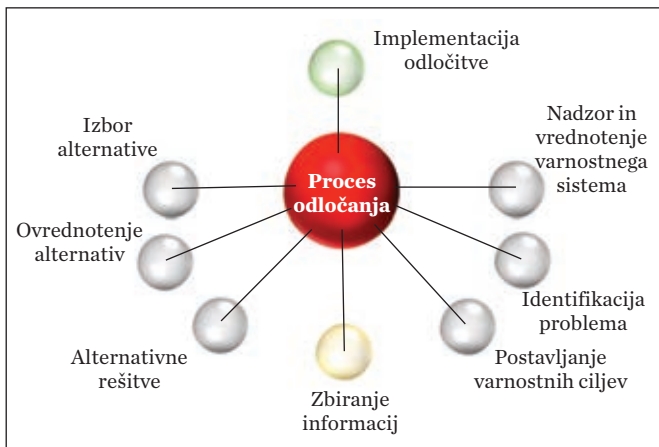 Implementacija
odločitve
Nadzor in
vrednotenje
varnostnega
sistema
Identifikacija
problema
Postavljanje
varnostnih ciljev
Zbiranje
informacij
Alternativne
rešitve
Ovrednotenje
alternativ
Izbor
alternative
Proces
odločanja